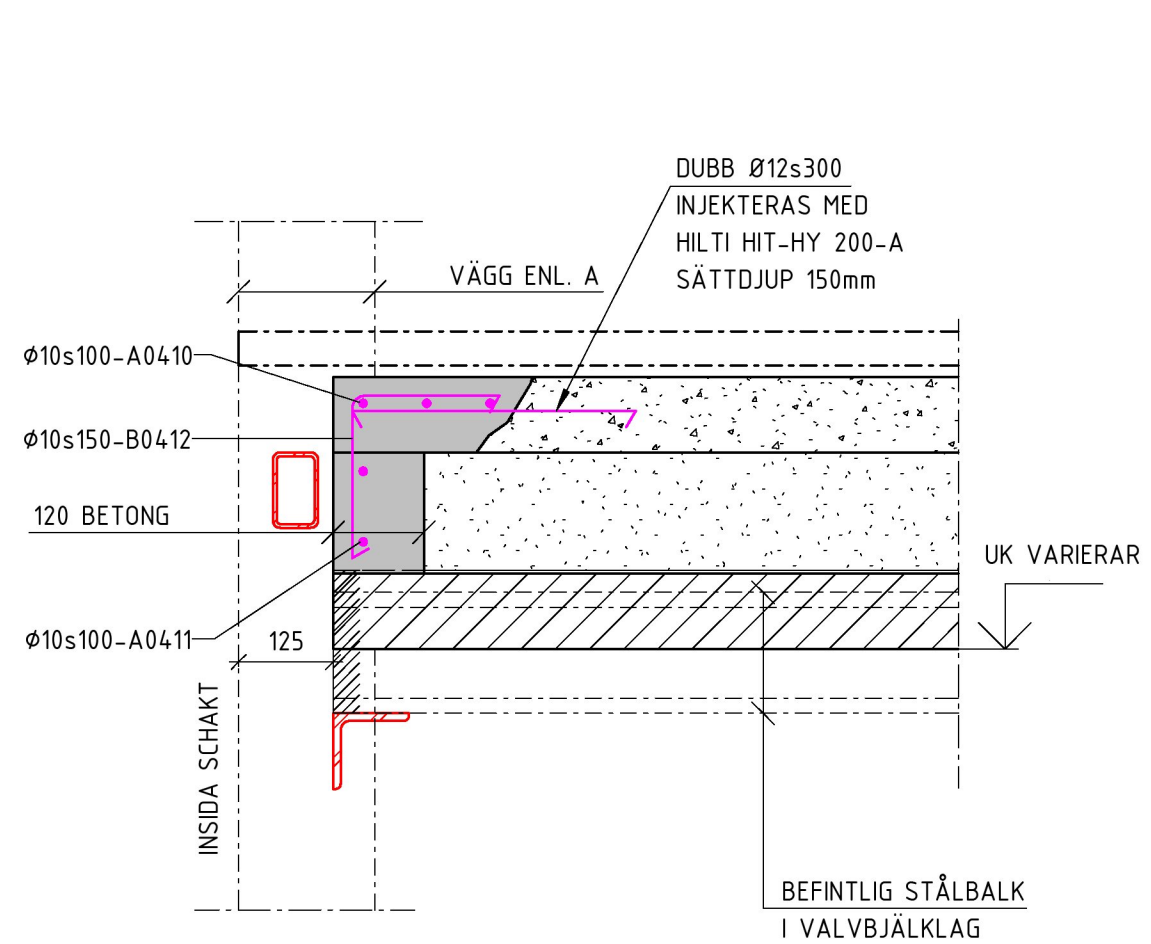 DUBB Ø12s300
INJEKTERAS MED
HILTI HIT-HY 200-A
SÄTTDJUP 150mm
VÄGG ENL. A
Ø10s100-A0410
Ø10s150-B0412
120 BETONG
UK VARIERAR
Ø10s100-A0411
125
INSIDA SCHAKT
BEFINTLIG STÅLBALK
I VALVBJÄLKLAG